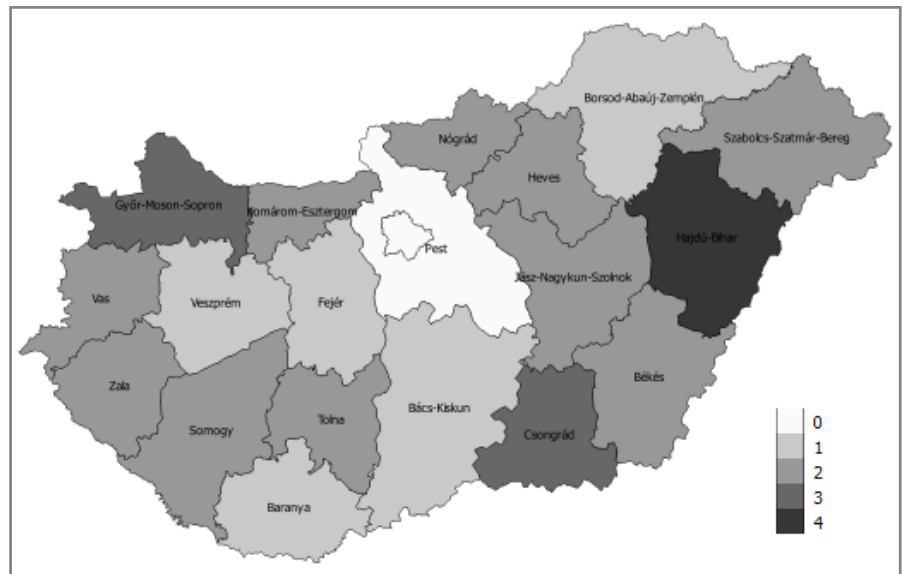 Borsod-Abaúj-Zemplén
Szabolcs-Szatmár-Bereg
Nógrád
Heves
Győr-Moson-Sopron
Komárom-Esztergom
Hajdú-Bihar
Pest
Jász-Nagykun-Szolnok
Vas
Veszprém
Fejér
Zala
Békés
Bács-Kiskun
Tolna
Somogy
Csongrád
Baranya
0
1
2
3
4